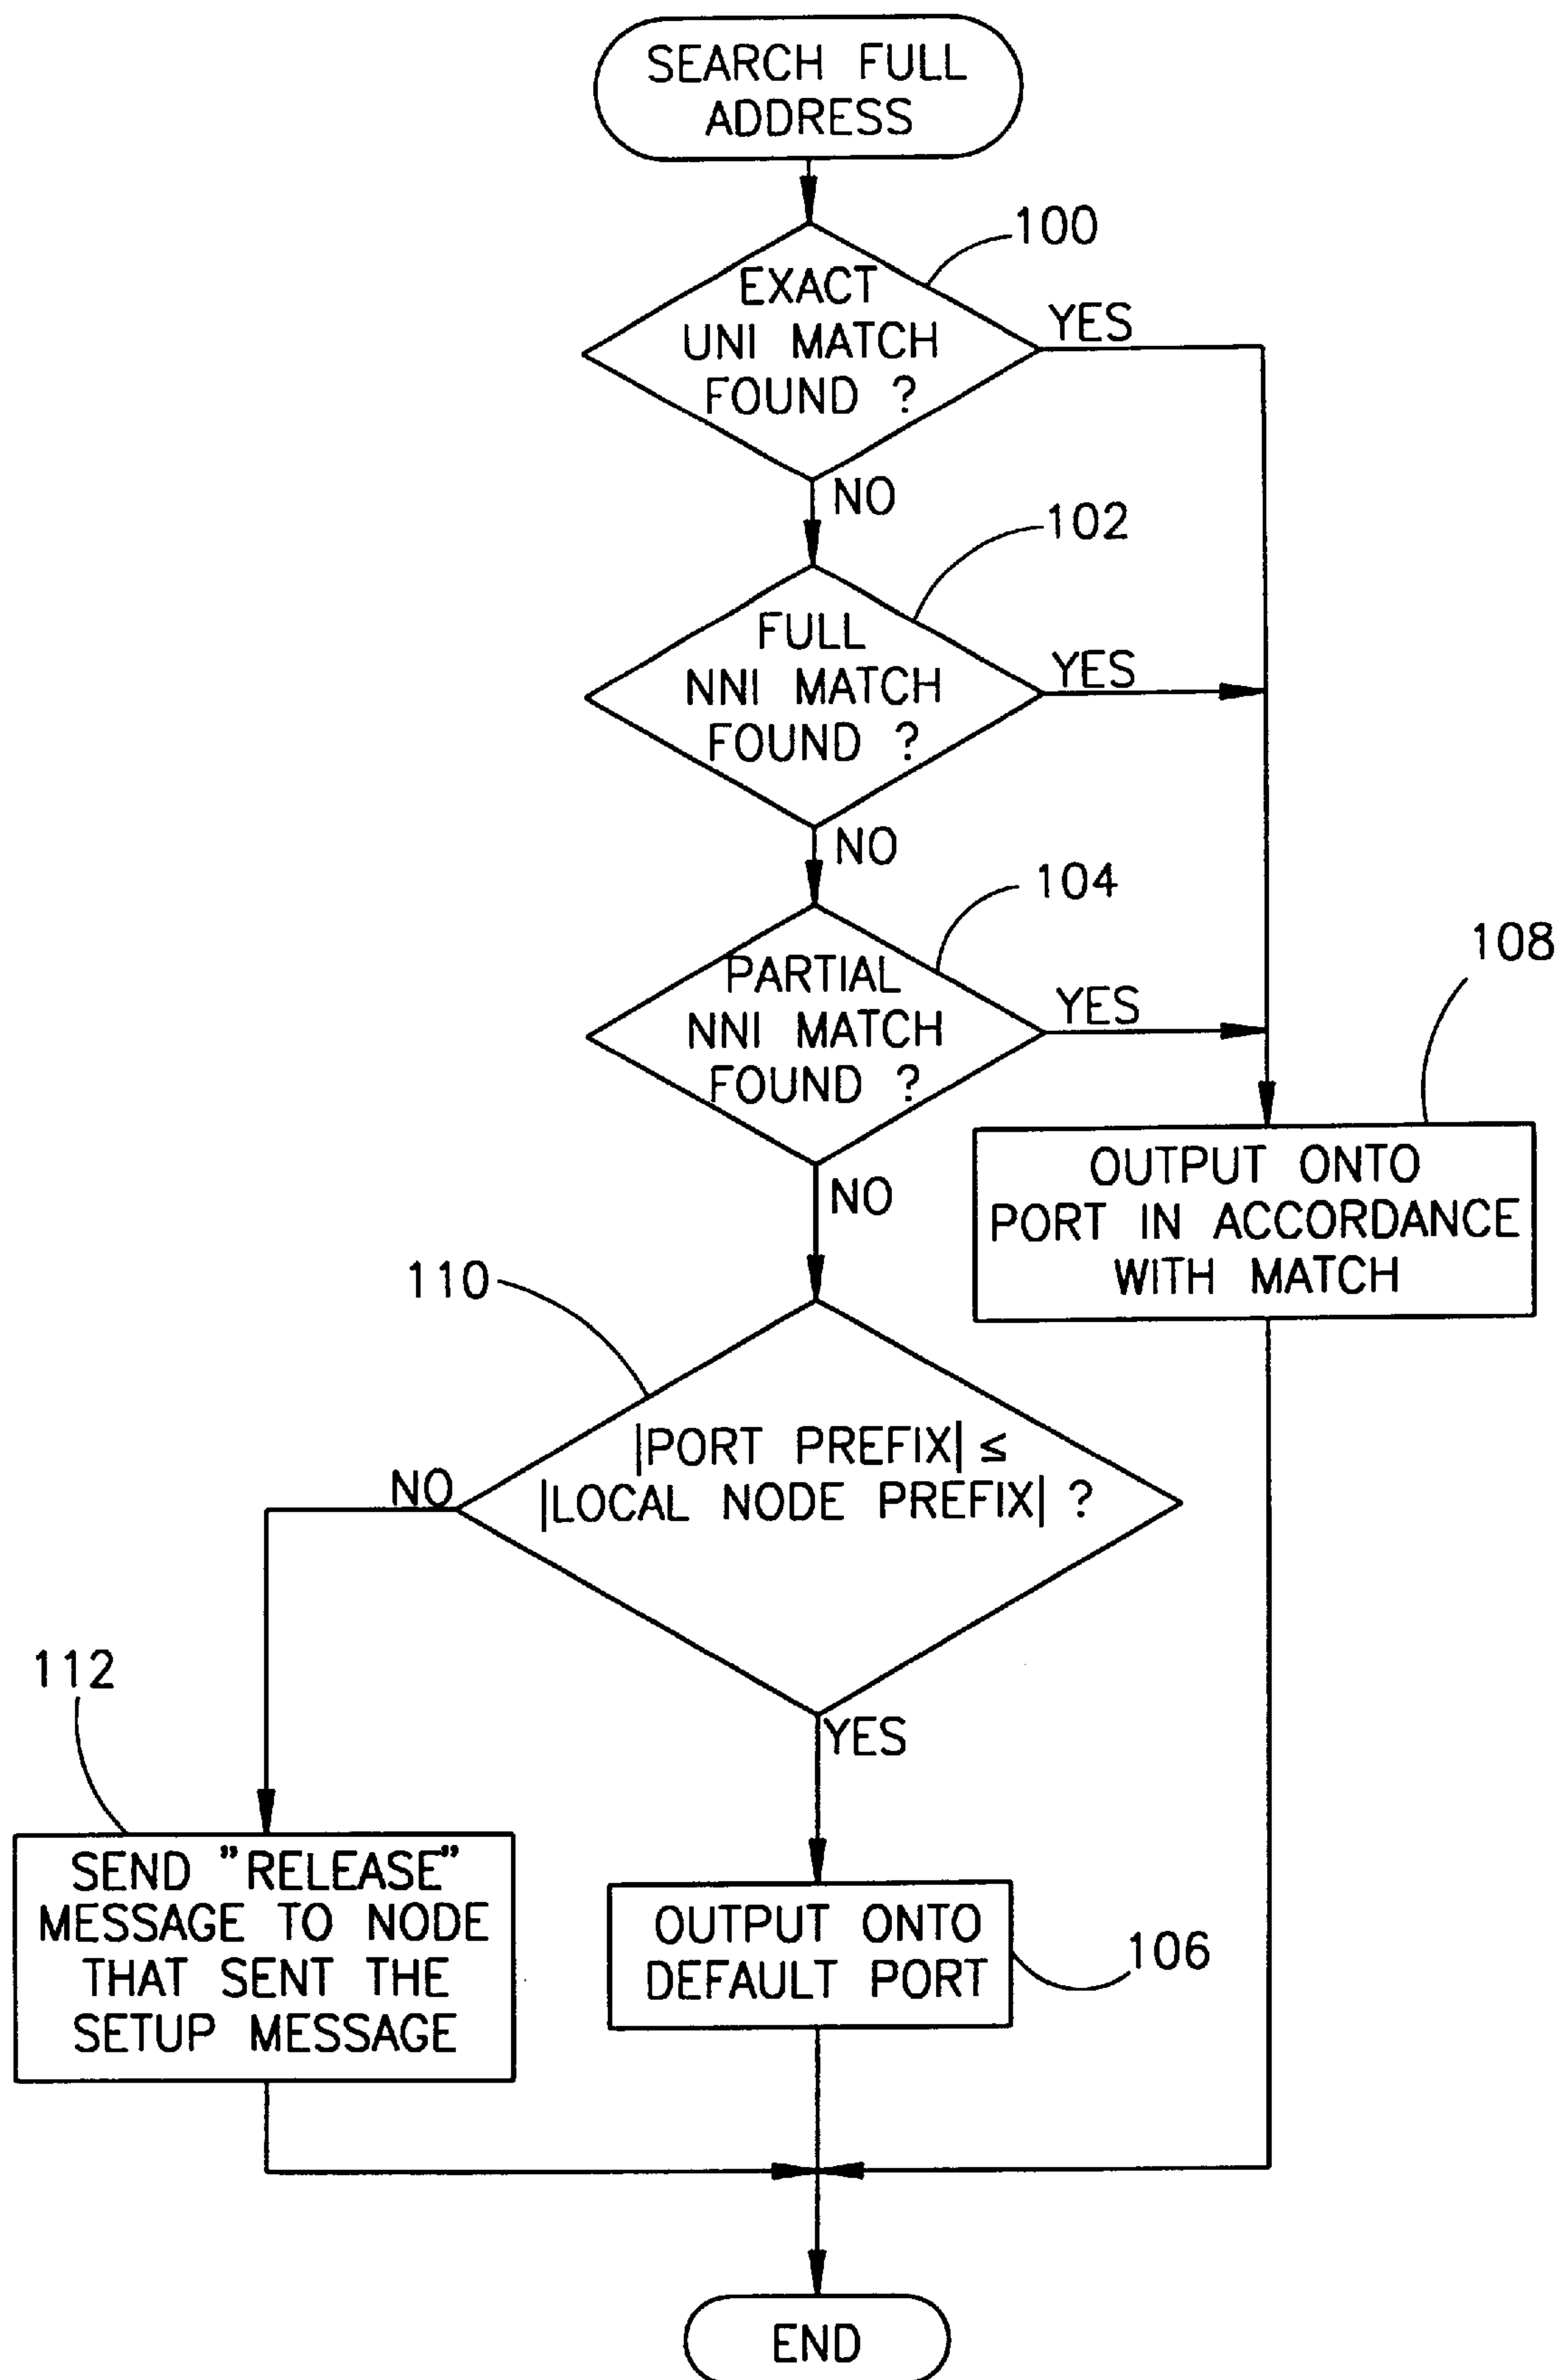 SEARCH FULL
ADDRESS
100
EXACT
UNI MATCH
FOUND ?
YES
NO
102
FULL
NNI MATCH
FOUND ?
YES
NO
104
PARTIAL
NNI MATCH
FOUND ?
YES
NO
108
OUTPUT ONTO
PORT IN ACCORDANCE
WITH MATCH
110
|PORT PREFIX| ≤
|LOCAL NODE PREFIX| ?
NO
YES
112
SEND "RELEASE"
MESSAGE TO NODE
THAT SENT THE
SETUP MESSAGE
OUTPUT ONTO
DEFAULT PORT
106
END